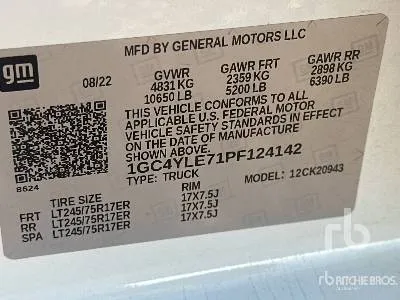 MFD BY GENERAL MOTORS LLC
gm
08/22
GVWR GAWR FRT GAWR RR
4831 KG 2359 KG 2898 KG
10650 LB 5200 LB 6390 LB
THIS VEHICLE CONFORMS TO ALL
APPLICABLE U.S. FEDERAL MOTOR
VEHICLE SAFETY STANDARDS IN EFFECT
ON THE DATE OF MANUFACTURE
SHOWN ABOVE.
1GC4YLE71PF124142
8624
TYPE: TRUCK MODEL: 12CK20943
TIRE SIZE RIM
FRT LT245/75R17ER 17X7.5J
RR LT245/75R17ER 17X7.5J
SPA LT245/75R17ER 17X7.5J
rb
rb RITCHIE BROS.